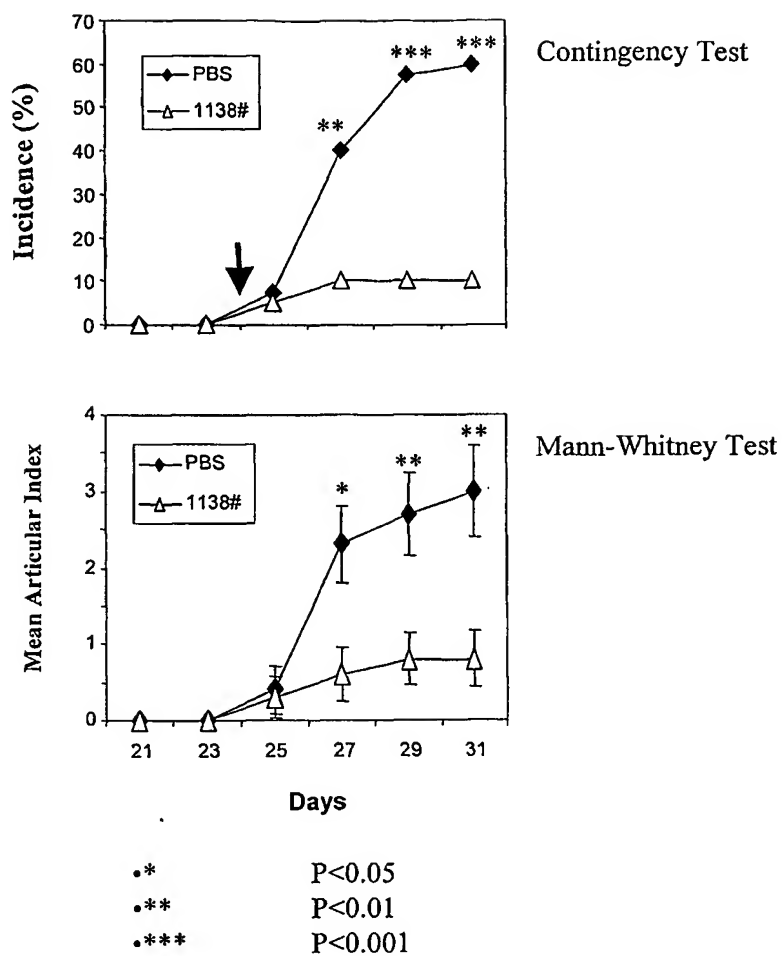 Contingency Test
Incidence (%)
70
60
50
40
30
20
10
0
PBS
1138#
**
***
***
Mann-Whitney Test
Mean Articular Index
4
3
2
1
0
PBS
1138#
*
**
**
21 23 25 27 29 31
Days
•* P<0.05
•** P<0.01
•*** P<0.001